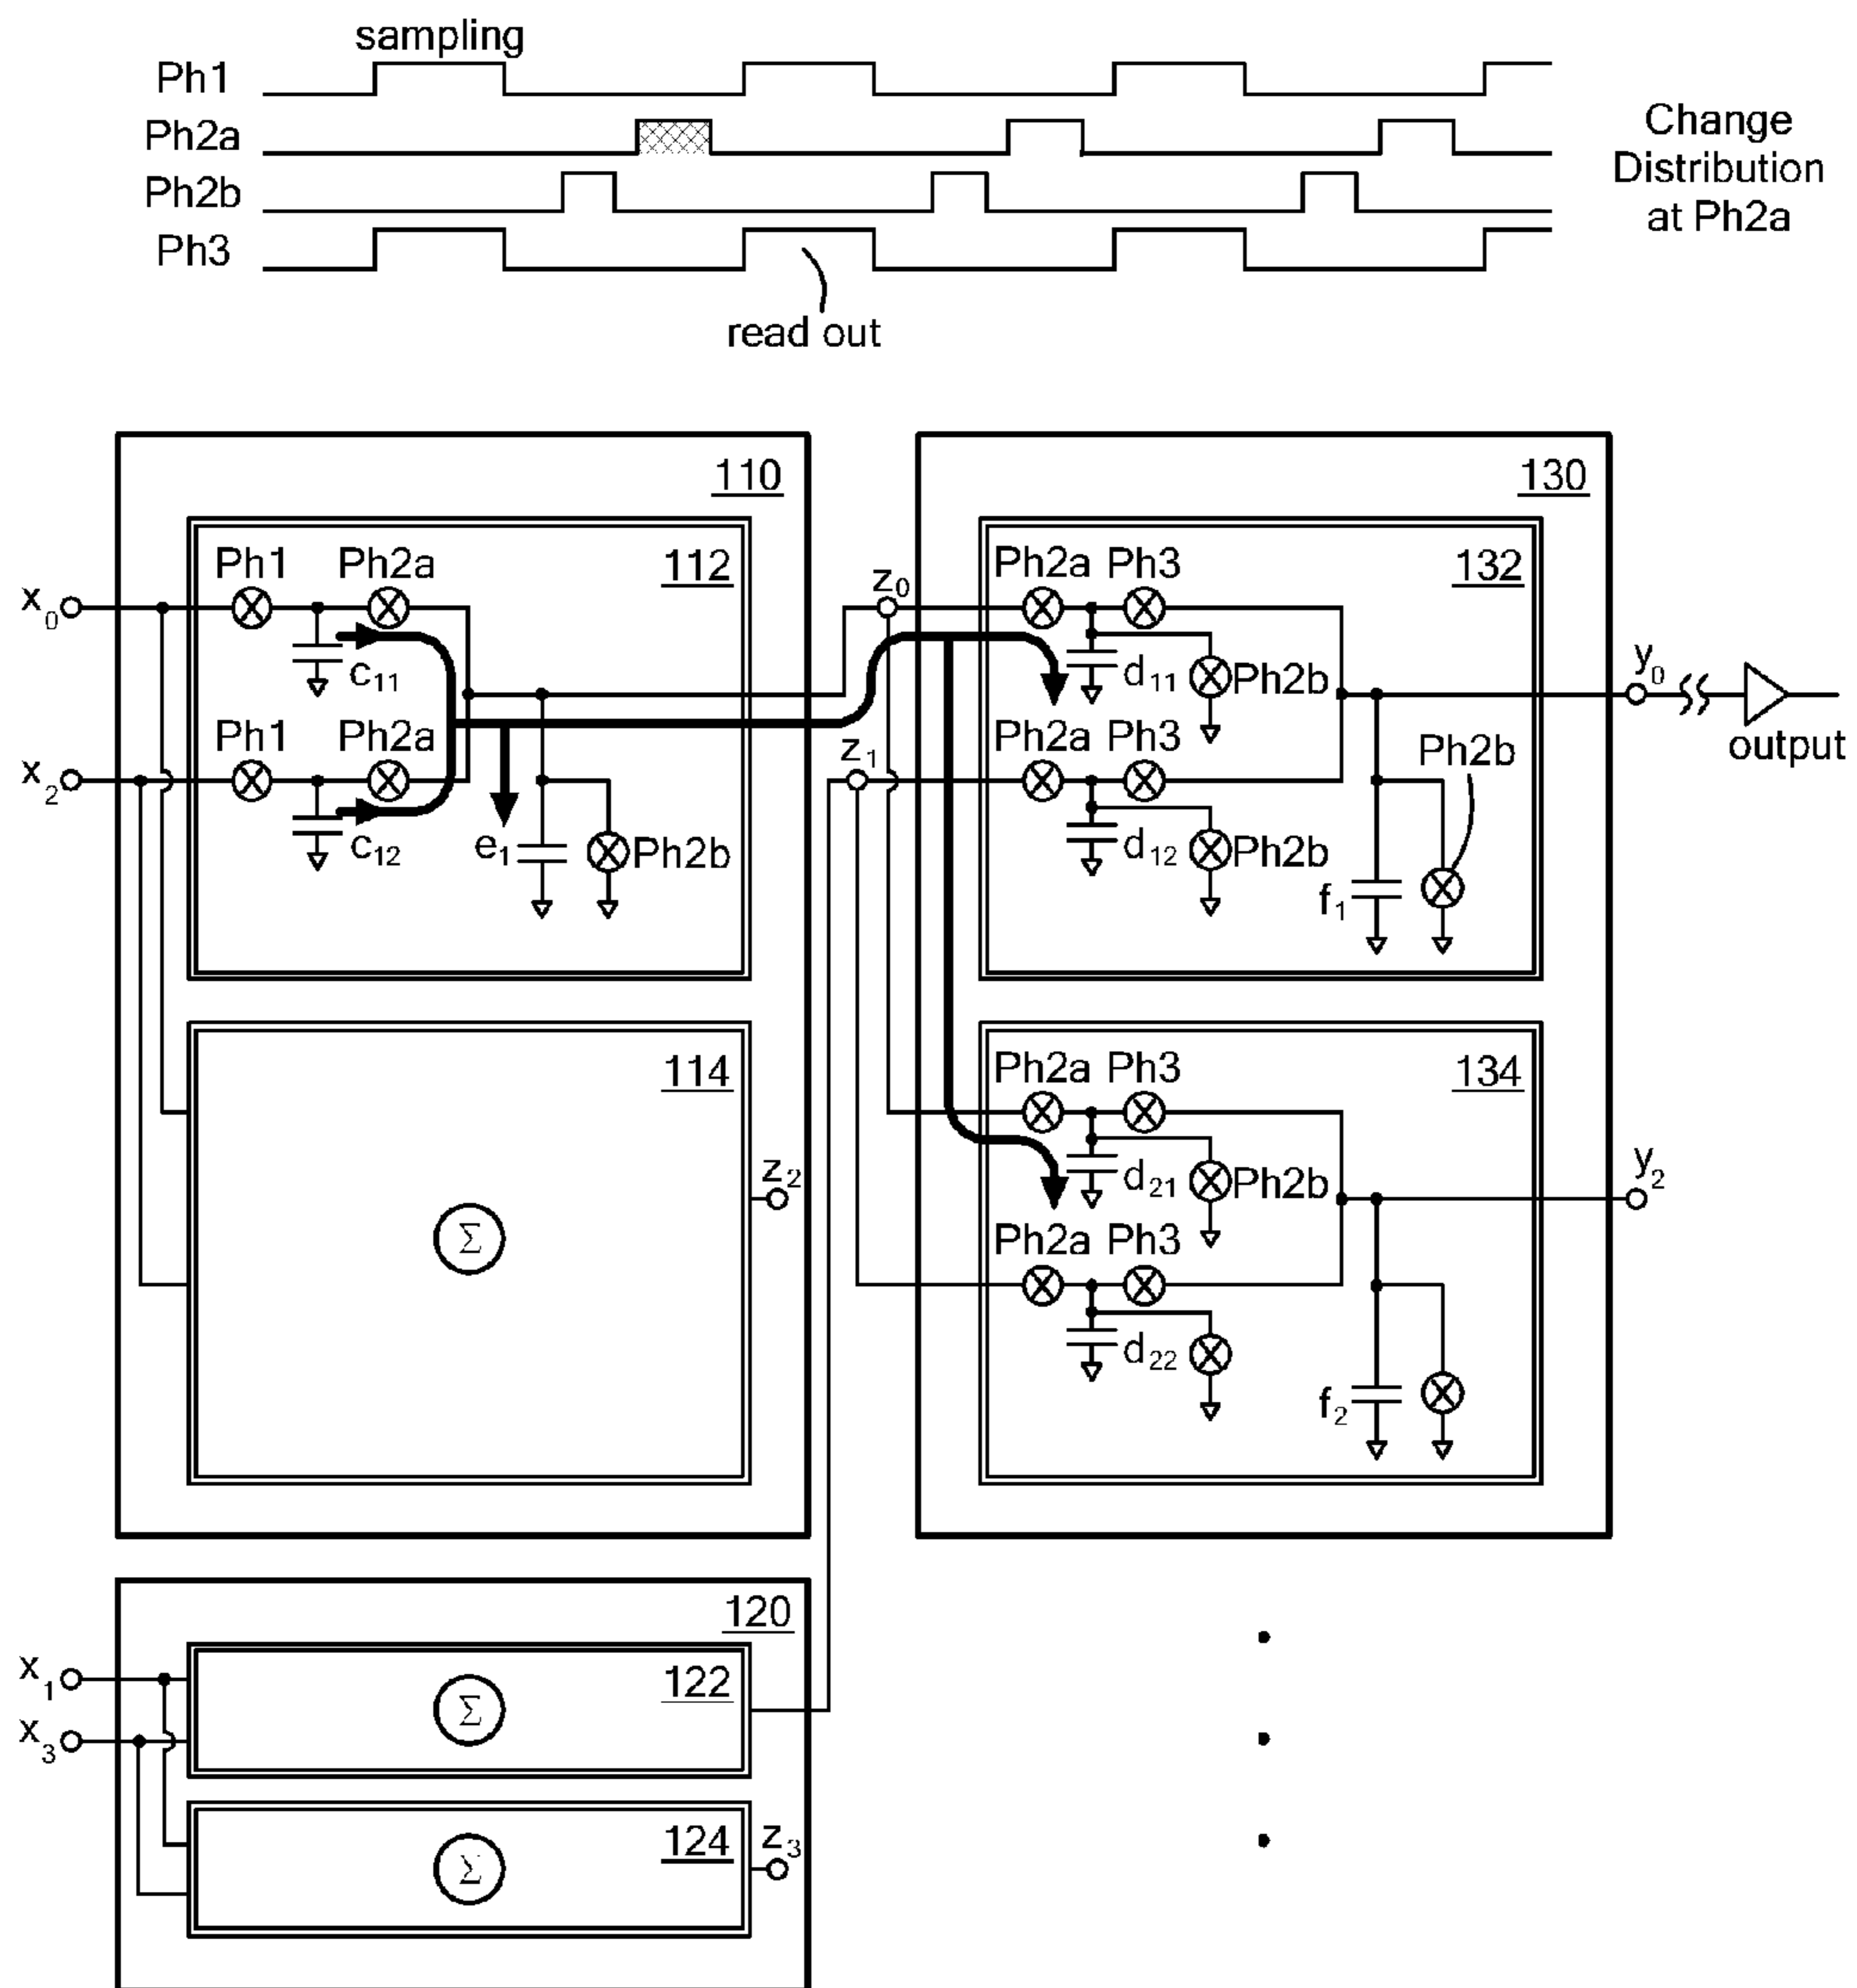 sampling
Ph1
Ph2a
Ph2b
Ph3
read out
Change
Distribution
at Ph2a
110
112
x0
Ph1 Ph2a
c11
x2
Ph1 Ph2a
c12
e1
Ph2b
114
Σ
z2
120
x1
x3
122
Σ
124
Σ
z3
z0
z1
130
132
Ph2a Ph3
d11
Ph2b
Ph2a Ph3
d12
Ph2b
f1
Ph2b
y0
output
134
Ph2a Ph3
d21
Ph2b
Ph2a Ph3
d22
f2
y2